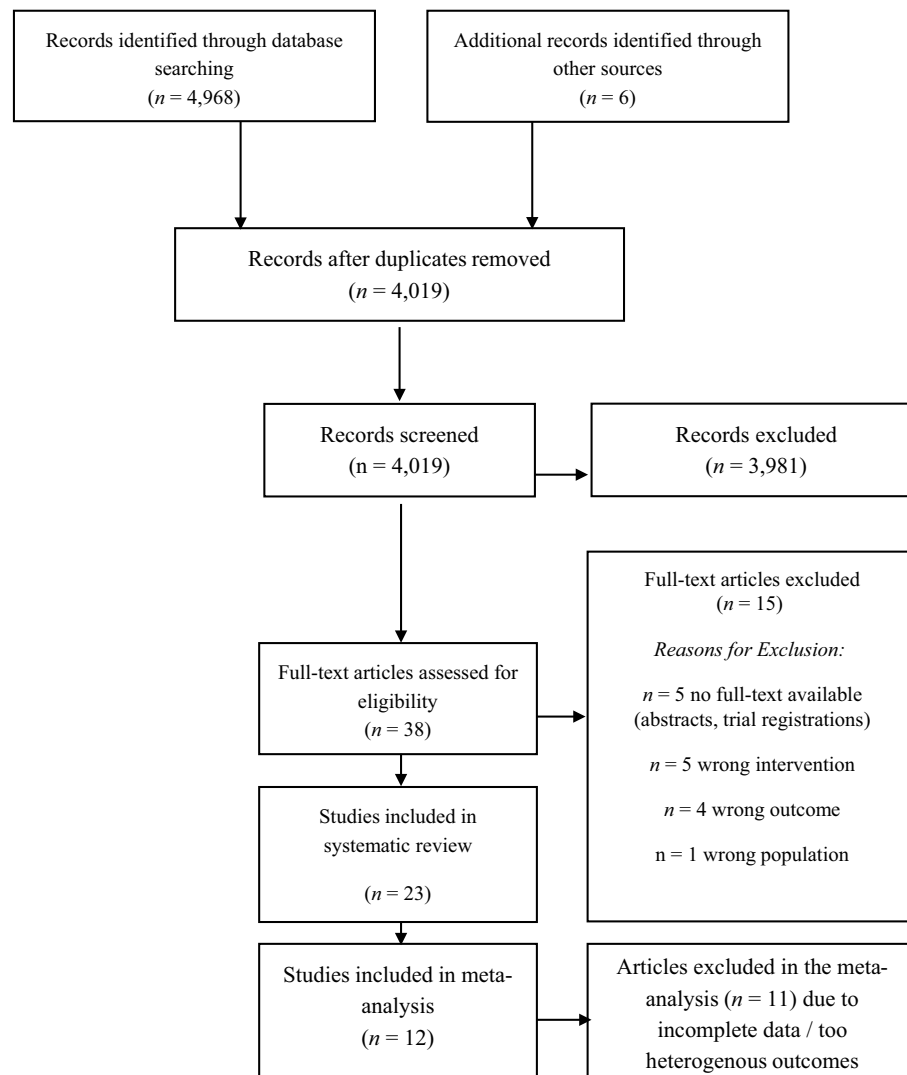 Records identified through database
searching
(n = 4,968)
Additional records identified through
other sources
(n = 6)
Records after duplicates removed
(n = 4,019)
Records screened
(n = 4,019)
Records excluded
(n = 3,981)
Full-text articles assessed for
eligibility
(n = 38)
Full-text articles excluded
(n = 15)
Reasons for Exclusion:
n = 5 no full-text available
(abstracts, trial registrations)
n = 5 wrong intervention
n = 4 wrong outcome
n = 1 wrong population
Studies included in
systematic review
(n = 23)
Studies included in meta-
analysis
(n = 12)
Articles excluded in the meta-
analysis (n = 11) due to
incomplete data / too
heterogenous outcomes